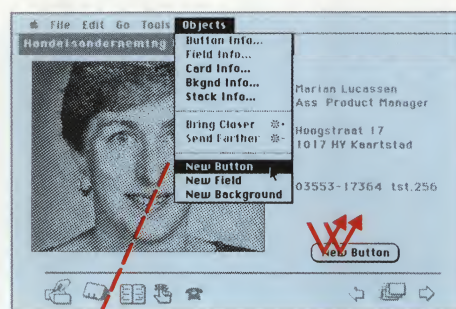 File Edit Go Tools Objects
Handelsonderneming
Button Info...
Field Info...
Card Info...
Bkgnd Info...
Stack Info...
Bring Closer
Send Farther
New Button
New Field
New Background
Marian Lucassen
Ass Product Manager
Hoogstraat 17
1017 HY Kaartstad
03553-17364 tst.256
New Button